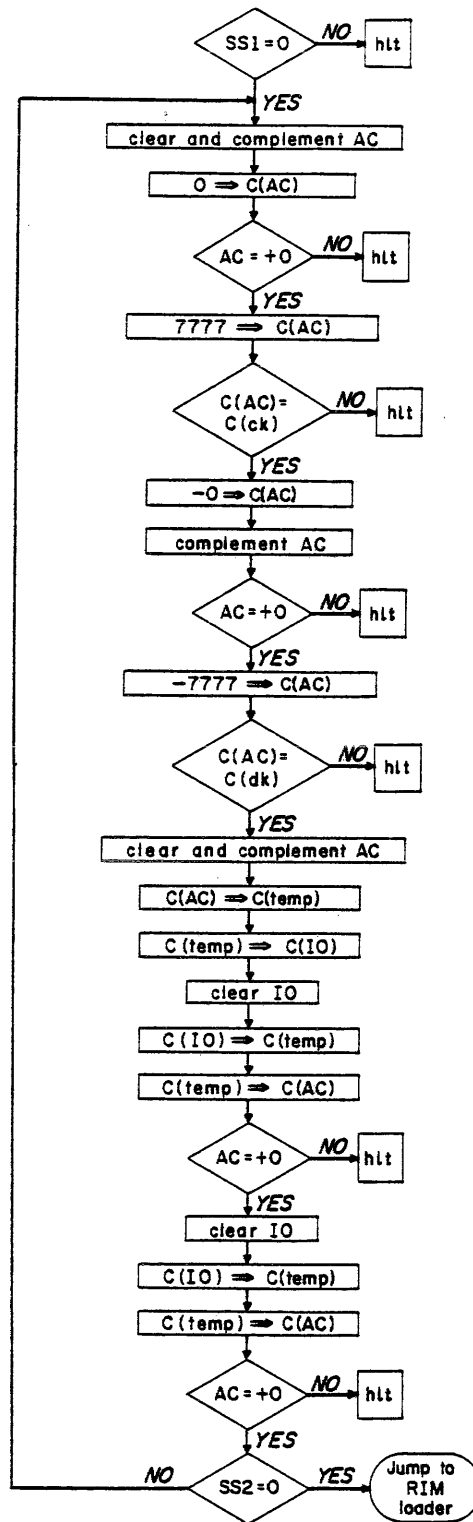 SS1=0
NO
hlt
YES
clear and complement AC
0 ⇒ C(AC)
AC=+0
NO
hlt
YES
7777 ⇒ C(AC)
C(AC)=
C(ck)
NO
hlt
YES
-0⇒C(AC)
complement AC
AC=+0
NO
hlt
YES
-7777 ⇒ C(AC)
C(AC)=
C(dk)
NO
hlt
YES
clear and complement AC
C(AC) ⇒ C(temp)
C(temp) ⇒ C(IO)
clear IO
C(IO) ⇒ C(temp)
C(temp) ⇒ C(AC)
AC=+0
NO
hlt
YES
clear IO
C(IO) ⇒ C(temp)
C(temp) ⇒ C(AC)
AC=+0
NO
hlt
YES
NO
SS2=0
YES
Jump to
RIM
loader